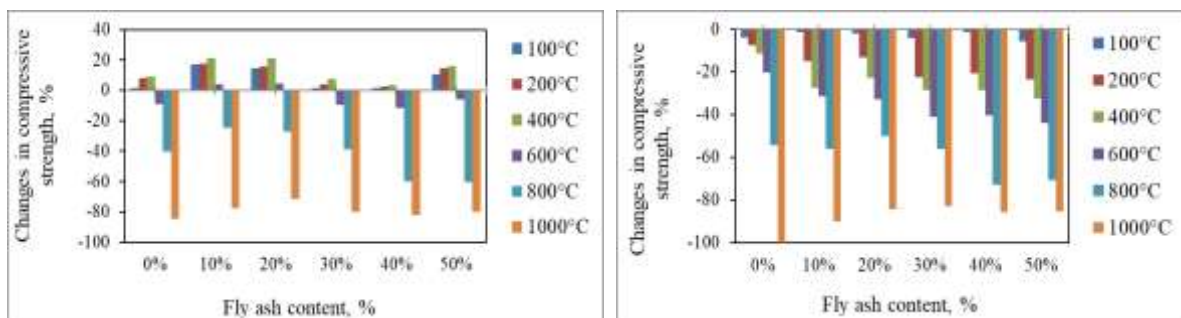 Changes in compressive
strength, %
40
20
0
-20
-40
-60
-80
-100
0%
10%
20%
30%
40%
50%
Fly ash content, %
100°C
200°C
400°C
600°C
800°C
1000°C
Changes in compressive
strength, %
0
-20
-40
-60
-80
-100
0%
10%
20%
30%
40%
50%
Fly ash content, %
100°C
200°C
400°C
600°C
800°C
1000°C